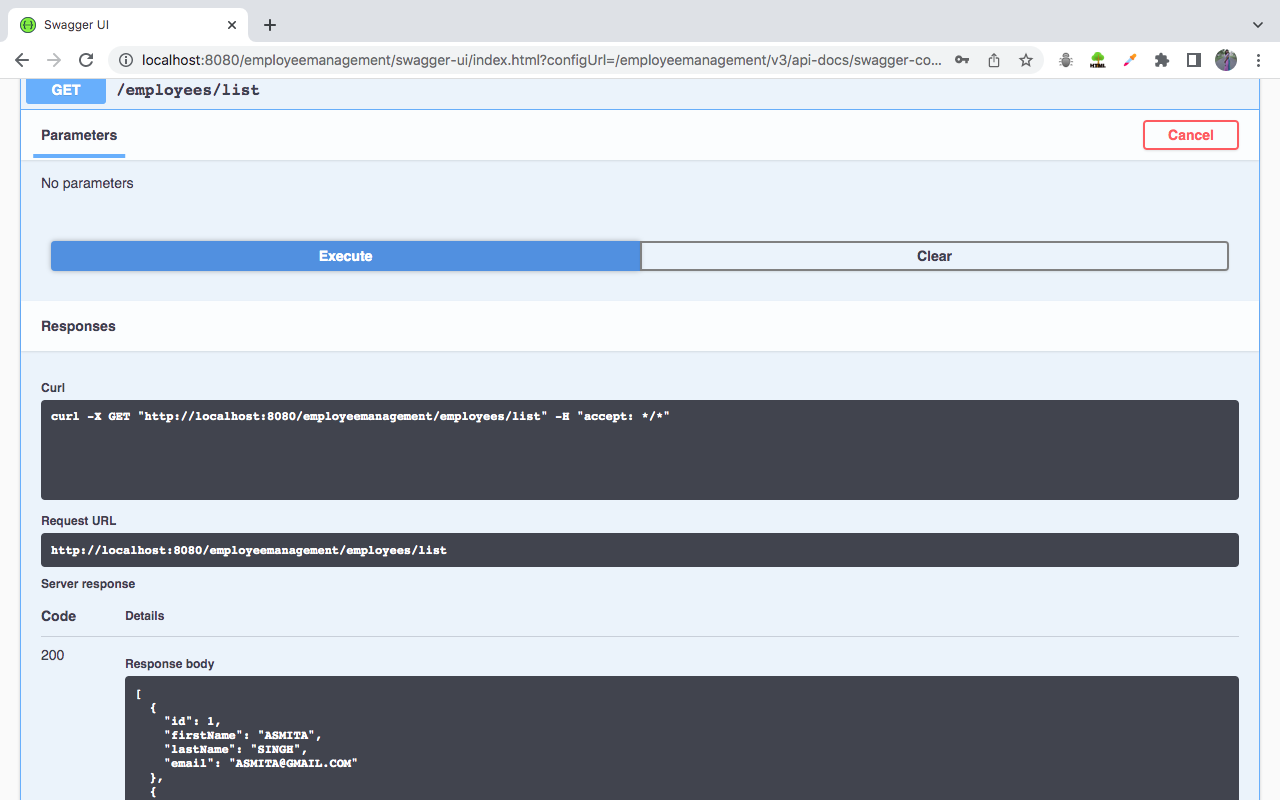 Swagger UI
localhost:8080/employeemanagement/swagger-ui/index.html?configUrl=/employeemanagement/v3/api-docs/swagger-co...
HTML
GET /employees/list
Parameters
Cancel
No parameters
Execute
Clear
Responses
Curl
curl -X GET "http://localhost:8080/employeemanagement/employees/list" -H "accept: */*"
Request URL
http://localhost:8080/employeemanagement/employees/list
Server response
Code Details
200
Response body
[
{
"id": 1,
"firstName": "ASMITA",
"lastName": "SINGH",
"email": "ASMITA@GMAIL.COM"
},
{